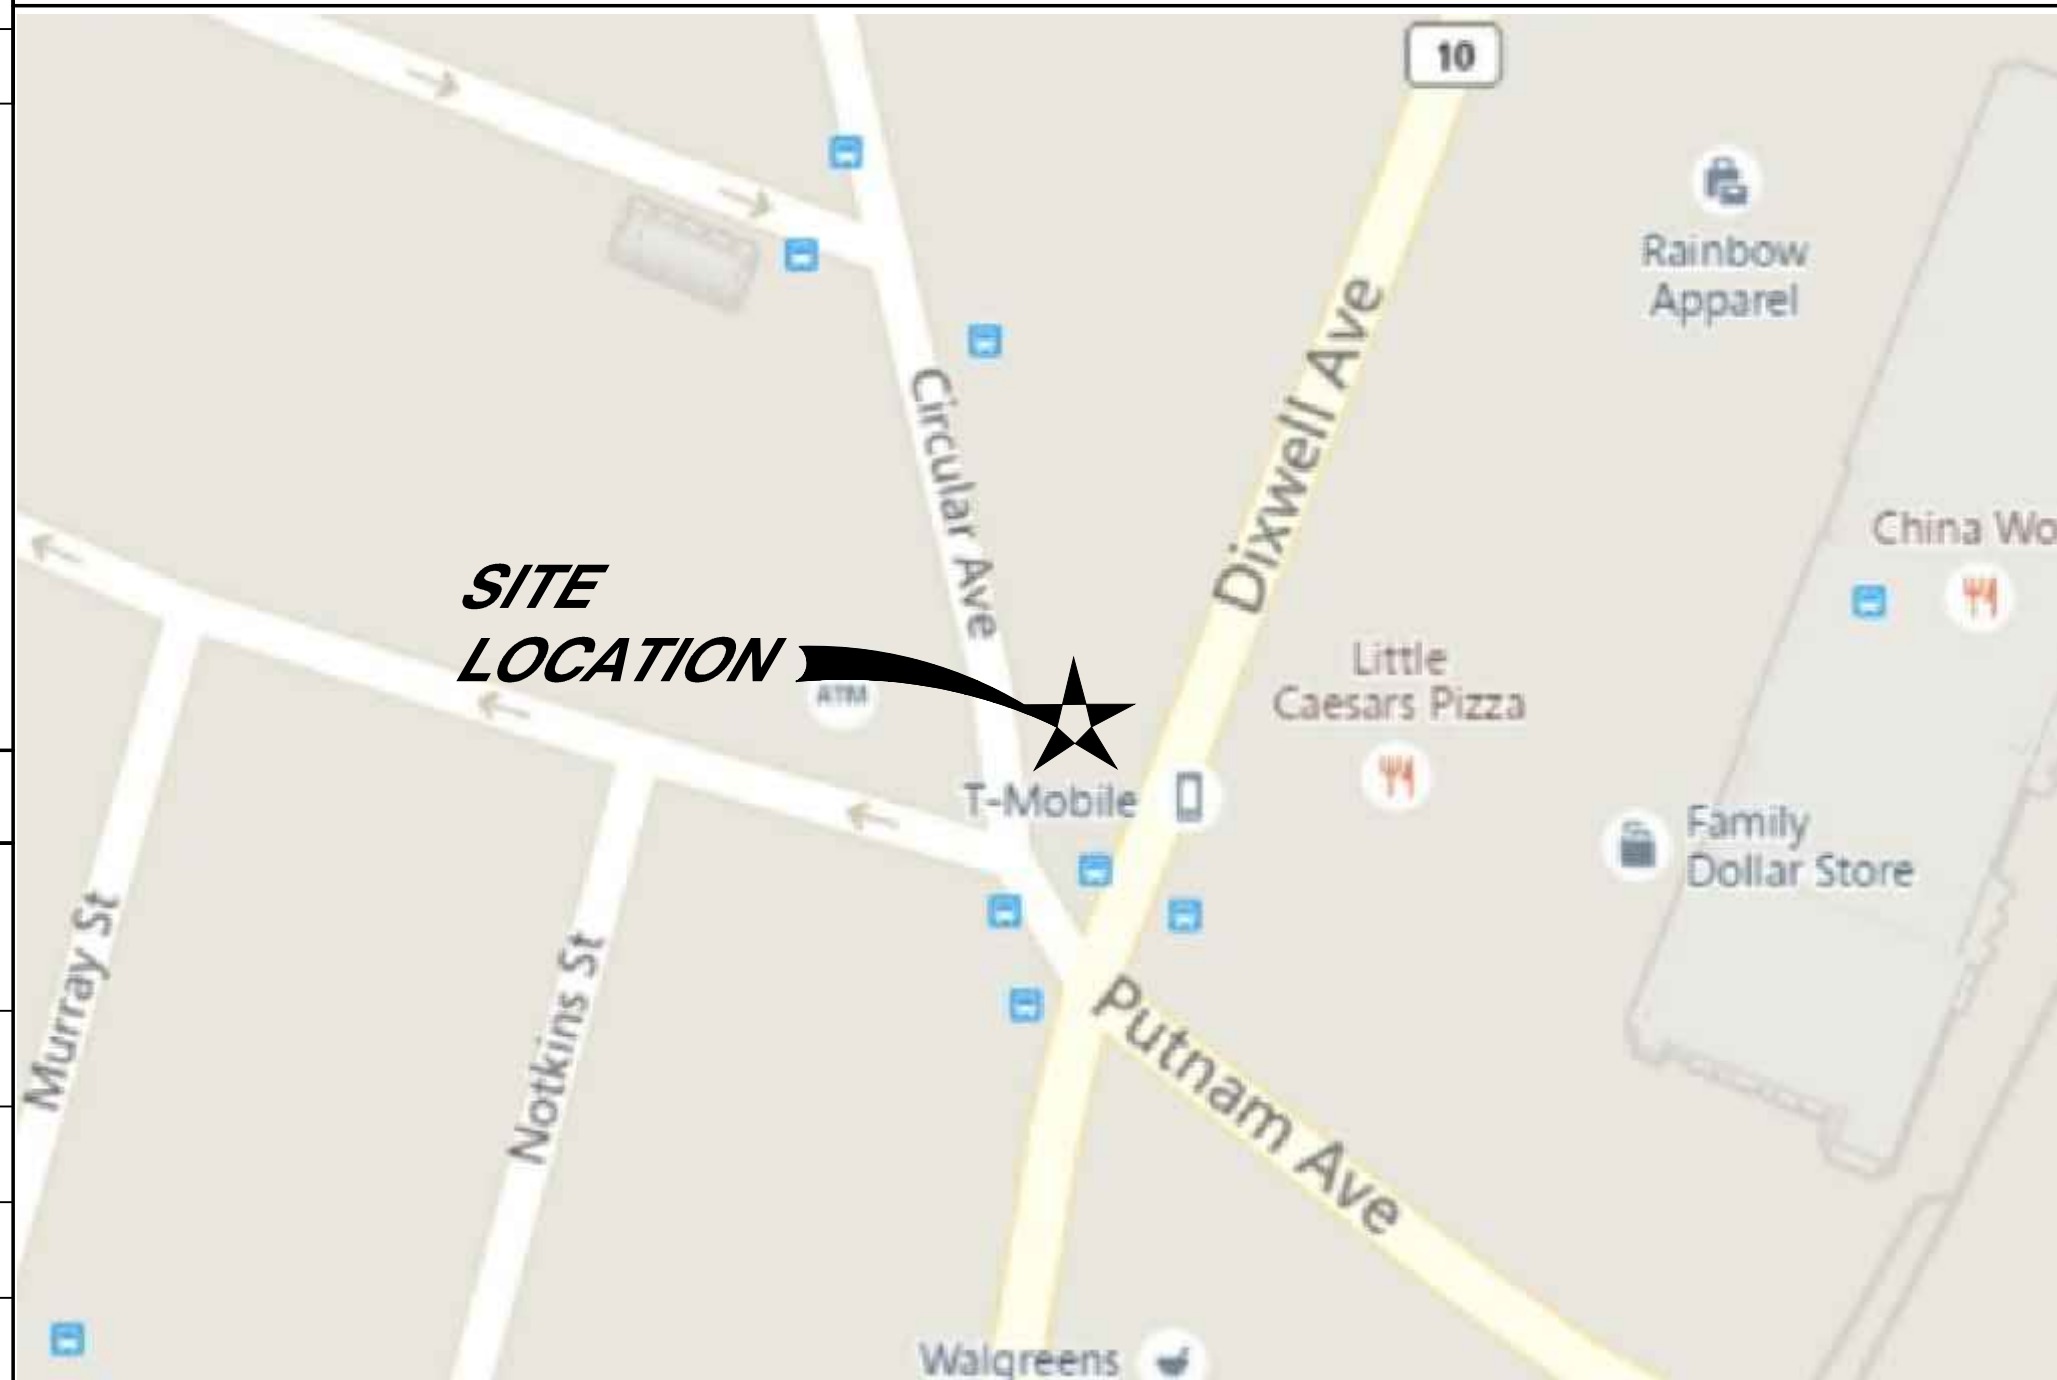 10
Rainbow
Apparel
Circular Ave
Dixwell Ave
China Wo
SITE
LOCATION
ATM
Little
Caesars Pizza
T-Mobile
Family
Dollar Store
Murray St
Notkins St
Putnam Ave
Walgreens